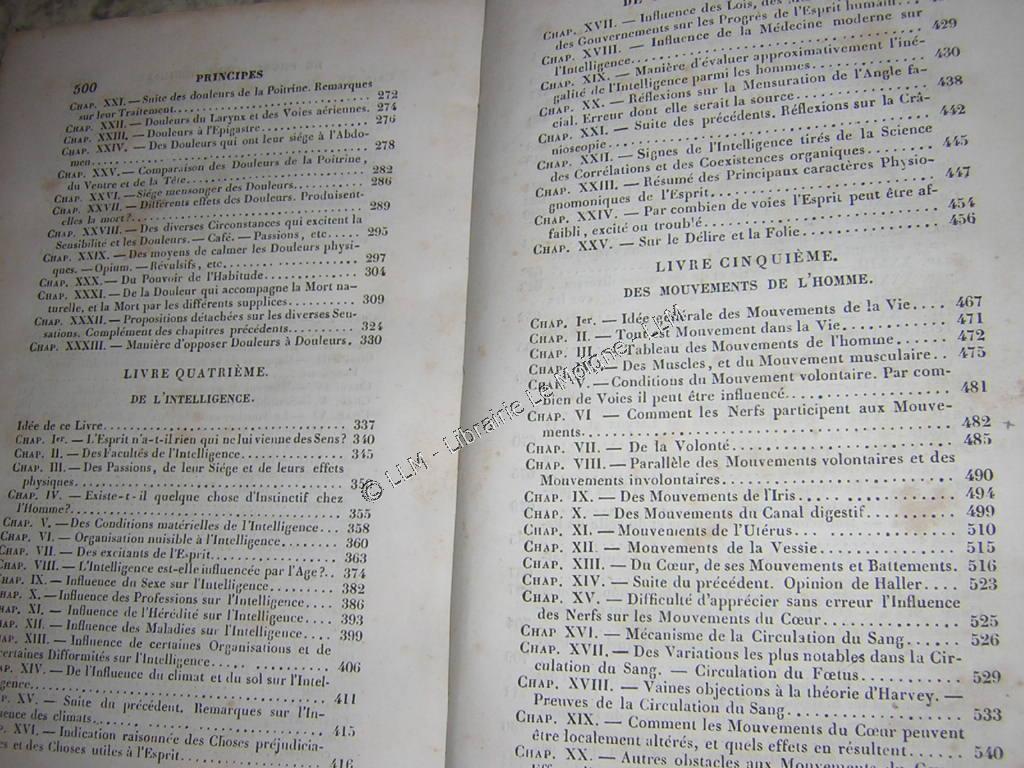 500
PRINCIPES
CHAP. XXI. — Suite des douleurs de la Poitrine. Remarques
sur leur Traitement........ 272
CHAP. XXII. — Douleurs du Larynx et des Voies aériennes. 274
CHAP. XXIII. — Douleurs à l'Epigastre........ 276
CHAP. XXIV. — Des Douleurs qui ont leur siége à l'Abdo-
men........ 278
CHAP. XXV. — Comparaison des Douleurs de la Poitrine,
du Ventre et de la Tête........ 282
CHAP. XXVI. — Siége mensonger des Douleurs........ 286
CHAP. XXVII. — Différents effets des Douleurs. Produisent-
elles la mort?........ 289
CHAP. XXVIII. — Des diverses Circonstances qui excitent la
Sensibilité et les Douleurs. — Café. — Passions, etc..... 295
CHAP. XXIX. — Des moyens de calmer les Douleurs physi-
ques. — Opium. — Révulsifs, etc........ 297
CHAP. XXX. — Du Pouvoir de l'Habitude........ 304
CHAP. XXXI. — De la Douleur qui accompagne la Mort na-
turelle, et la Mort par les différents supplices........ 309
CHAP. XXXII. — Propositions détachées sur les diverses Sen-
sations. Complément des chapitres précédents........ 324
CHAP. XXXIII. — Manière d'opposer Douleurs à Douleurs. 330
LIVRE QUATRIÈME.
DE L'INTELLIGENCE.
Idée de ce Livre........ 337
CHAP. Ier. — L'Esprit n'a-t-il rien qui ne lui vienne des Sens? 340
CHAP. II. — Des Facultés de l'Intelligence........ 345
CHAP. III. — Des Passions, de leur Siége et de leurs effets
physiques........
CHAP. IV. — Existe-t-il quelque chose d'Instinctif chez
l'Homme?........ 355
CHAP. V. — Des Conditions matérielles de l'Intelligence... 358
CHAP. VI. — Organisation nuisible à l'Intelligence........ 360
CHAP. VII. — Des excitants de l'Esprit........ 363
CHAP. VIII. — L'Intelligence est-elle influencée par l'Age?.. 374
CHAP. IX. — Influence du Sexe sur l'Intelligence........ 382
CHAP. X. — Influence des Professions sur l'Intelligence.... 386
CHAP. XI. — Influence de l'Hérédité sur l'Intelligence.... 393
CHAP. XII. — Influence des Maladies sur l'Intelligence.... 399
CHAP. XIII. — Influence de certaines Organisations et de
certaines Difformités sur l'Intelligence........ 406
AP. XIV. — De l'Influence du climat et du sol sur l'Intel-
igence........ 411
P. XV. — Suite du précédent. Remarques sur l'In-
uence des climats........ 415
P. XVI. — Indication raisonnée des Choses préjudicia-
es et des Choses utiles à l'Esprit........ 416
CHAP. XVII. — Influence des Lois, des
des Gouvernements sur les Progrès de l'Esprit humain... 429
CHAP. XVIII. — Influence de la Médecine moderne sur
l'Intelligence........ 430
CHAP. XIX. — Manière d'évaluer approximativement l'iné-
galité de l'Intelligence parmi les hommes........ 438
CHAP. XX. — Réflexions sur la Mensuration de l'Angle fa-
cial. Erreur dont elle serait la source........ 442
CHAP. XXI. — Suite des précédents. Réflexions sur la Crâ-
nioscopie........ 445
CHAP. XXII. — Signes de l'Intelligence tirés de la Science
des Corrélations et des Coexistences organiques........ 447
CHAP. XXIII. — Résumé des Principaux caractères Physio-
gnomoniques de l'Esprit........ 454
CHAP. XXIV. — Par combien de voies l'Esprit peut être af-
faibli, excité ou troub'é........ 456
CHAP. XXV. — Sur le Délire et la Folie........
LIVRE CINQUIÈME.
DES MOUVEMENTS DE L'HOMME.
CHAP. Ier. — Idée générale des Mouvements de la Vie.... 467
CHAP. II. — Tout est Mouvement dans la Vie........ 471
CHAP. III. — Tableau des Mouvements de l'homme........ 472
CHAP. IV. — Des Muscles, et du Mouvement musculaire.. 475
CHAP. V. — Conditions du Mouvement volontaire. Par com-
bien de Voies il peut être influencé........ 481
CHAP. VI — Comment les Nerfs participent aux Mouve-
ments........ 482
CHAP. VII. — De la Volonté........ 485
CHAP. VIII. — Parallèle des Mouvements volontaires et des
Mouvements involontaires........ 490
CHAP. IX. — Des Mouvements de l'Iris........ 494
CHAP. X. — Des Mouvements du Canal digestif........ 499
CHAP. XI. — Mouvements de l'Utérus........ 510
CHAP. XII. — Mouvements de la Vessie........ 515
CHAP. XIII. — Du Cœur, de ses Mouvements et Battements. 516
CHAP. XIV. — Suite du précédent. Opinion de Haller. 523
CHAP. XV. — Difficulté d'apprécier sans erreur l'Influence
des Nerfs sur les Mouvements du Cœur........ 525
CHAP XVI. — Mécanisme de la Circulation du Sang........ 526
CHAP. XVII. — Des Variations les plus notables dans la Cir-
culation du Sang. — Circulation du Fœtus........ 529
CHAP. XVIII. — Vaines objections à la théorie d'Harvey. —
Preuves de la Circulation du Sang........ 533
CHAP. XIX. — Comment les Mouvements du Cœur peuvent
être localement altérés, et quels effets en résultent.... 540
CHAP. XX. — Autres obstacles aux Mouvements du
© LLM - Librairie Le Moigne - LLM